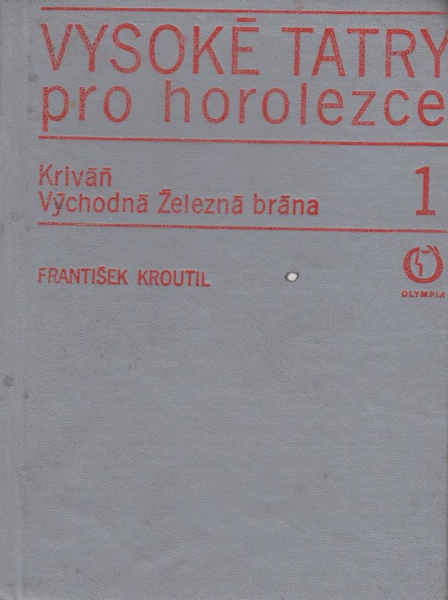 VYSOKÉ TATRY
pro horolezce
Kriváň
Východná Železná brána 1
FRANTIŠEK KROUTIL
OLYMPIA